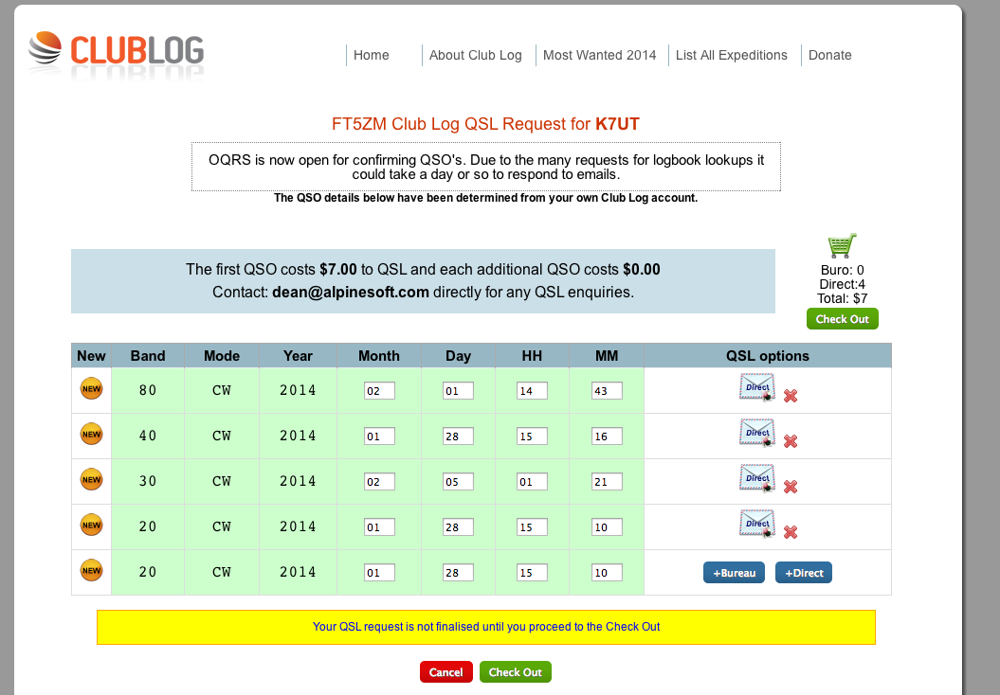 CLUBLOG
Home About Club Log Most Wanted 2014 List All Expeditions Donate
FT5ZM Club Log QSL Request for K7UT
OQRS is now open for confirming QSO's. Due to the many requests for logbook lookups it
could take a day or so to respond to emails.
The QSO details below have been determined from your own Club Log account.
The first QSO costs $7.00 to QSL and each additional QSO costs $0.00
Contact: dean@alpinesoft.com directly for any QSL enquiries.
Buro: 0
Direct:4
Total: $7
Check Out
New Band Mode Year Month Day HH MM QSL options
NEW 80 CW 2014 02 01 14 43 Direct
NEW 40 CW 2014 01 28 15 16 Direct
NEW 30 CW 2014 02 05 01 21 Direct
NEW 20 CW 2014 01 28 15 10 Direct
NEW 20 CW 2014 01 28 15 10 +Bureau +Direct
Your QSL request is not finalised until you proceed to the Check Out
Cancel Check Out